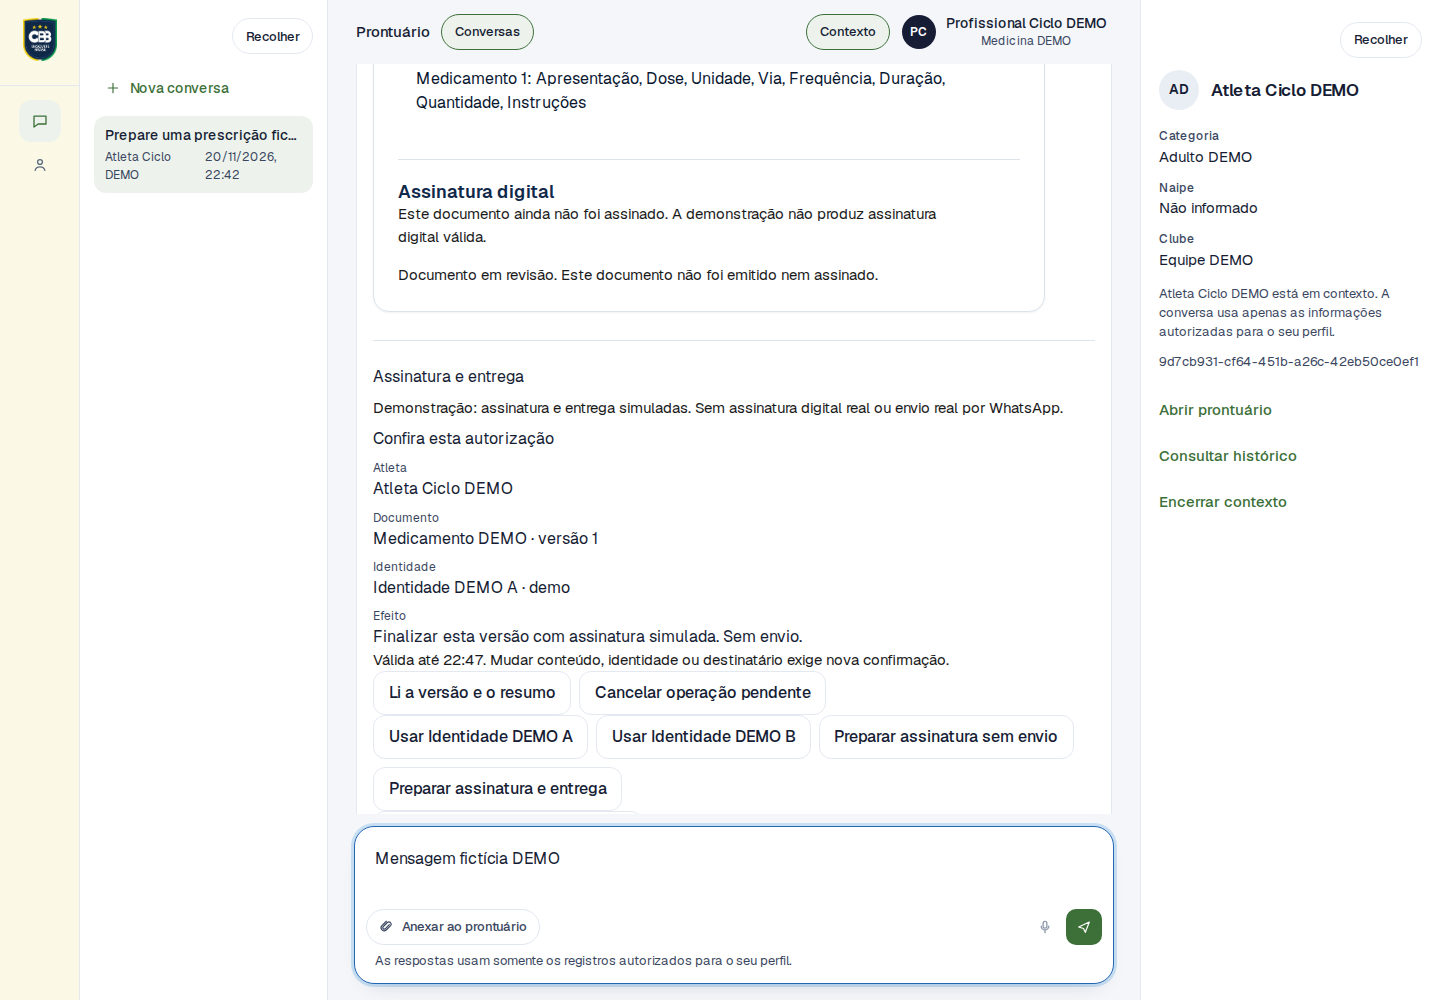 CBB
Recolher
Nova conversa
Prepare uma prescrição fic...
Atleta Ciclo DEMO
20/11/2026, 22:42
Prontuário
Conversas
Contexto
PC
Profissional Ciclo DEMO
Medicina DEMO
Medicamento 1: Apresentação, Dose, Unidade, Via, Frequência, Duração,
Quantidade, Instruções
Assinatura digital
Este documento ainda não foi assinado. A demonstração não produz assinatura
digital válida.
Documento em revisão. Este documento não foi emitido nem assinado.
Assinatura e entrega
Demonstração: assinatura e entrega simuladas. Sem assinatura digital real ou envio real por WhatsApp.
Confira esta autorização
Atleta
Atleta Ciclo DEMO
Documento
Medicamento DEMO · versão 1
Identidade
Identidade DEMO A · demo
Efeito
Finalizar esta versão com assinatura simulada. Sem envio.
Válida até 22:47. Mudar conteúdo, identidade ou destinatário exige nova confirmação.
Li a versão e o resumo
Cancelar operação pendente
Usar Identidade DEMO A
Usar Identidade DEMO B
Preparar assinatura sem envio
Preparar assinatura e entrega
Mensagem fictícia DEMO
Anexar ao prontuário
As respostas usam somente os registros autorizados para o seu perfil.
Recolher
AD
Atleta Ciclo DEMO
Categoria
Adulto DEMO
Naipe
Não informado
Clube
Equipe DEMO
Atleta Ciclo DEMO está em contexto. A
conversa usa apenas as informações
autorizadas para o seu perfil.
9d7cb931-cf64-451b-a26c-42eb50ce0ef1
Abrir prontuário
Consultar histórico
Encerrar contexto